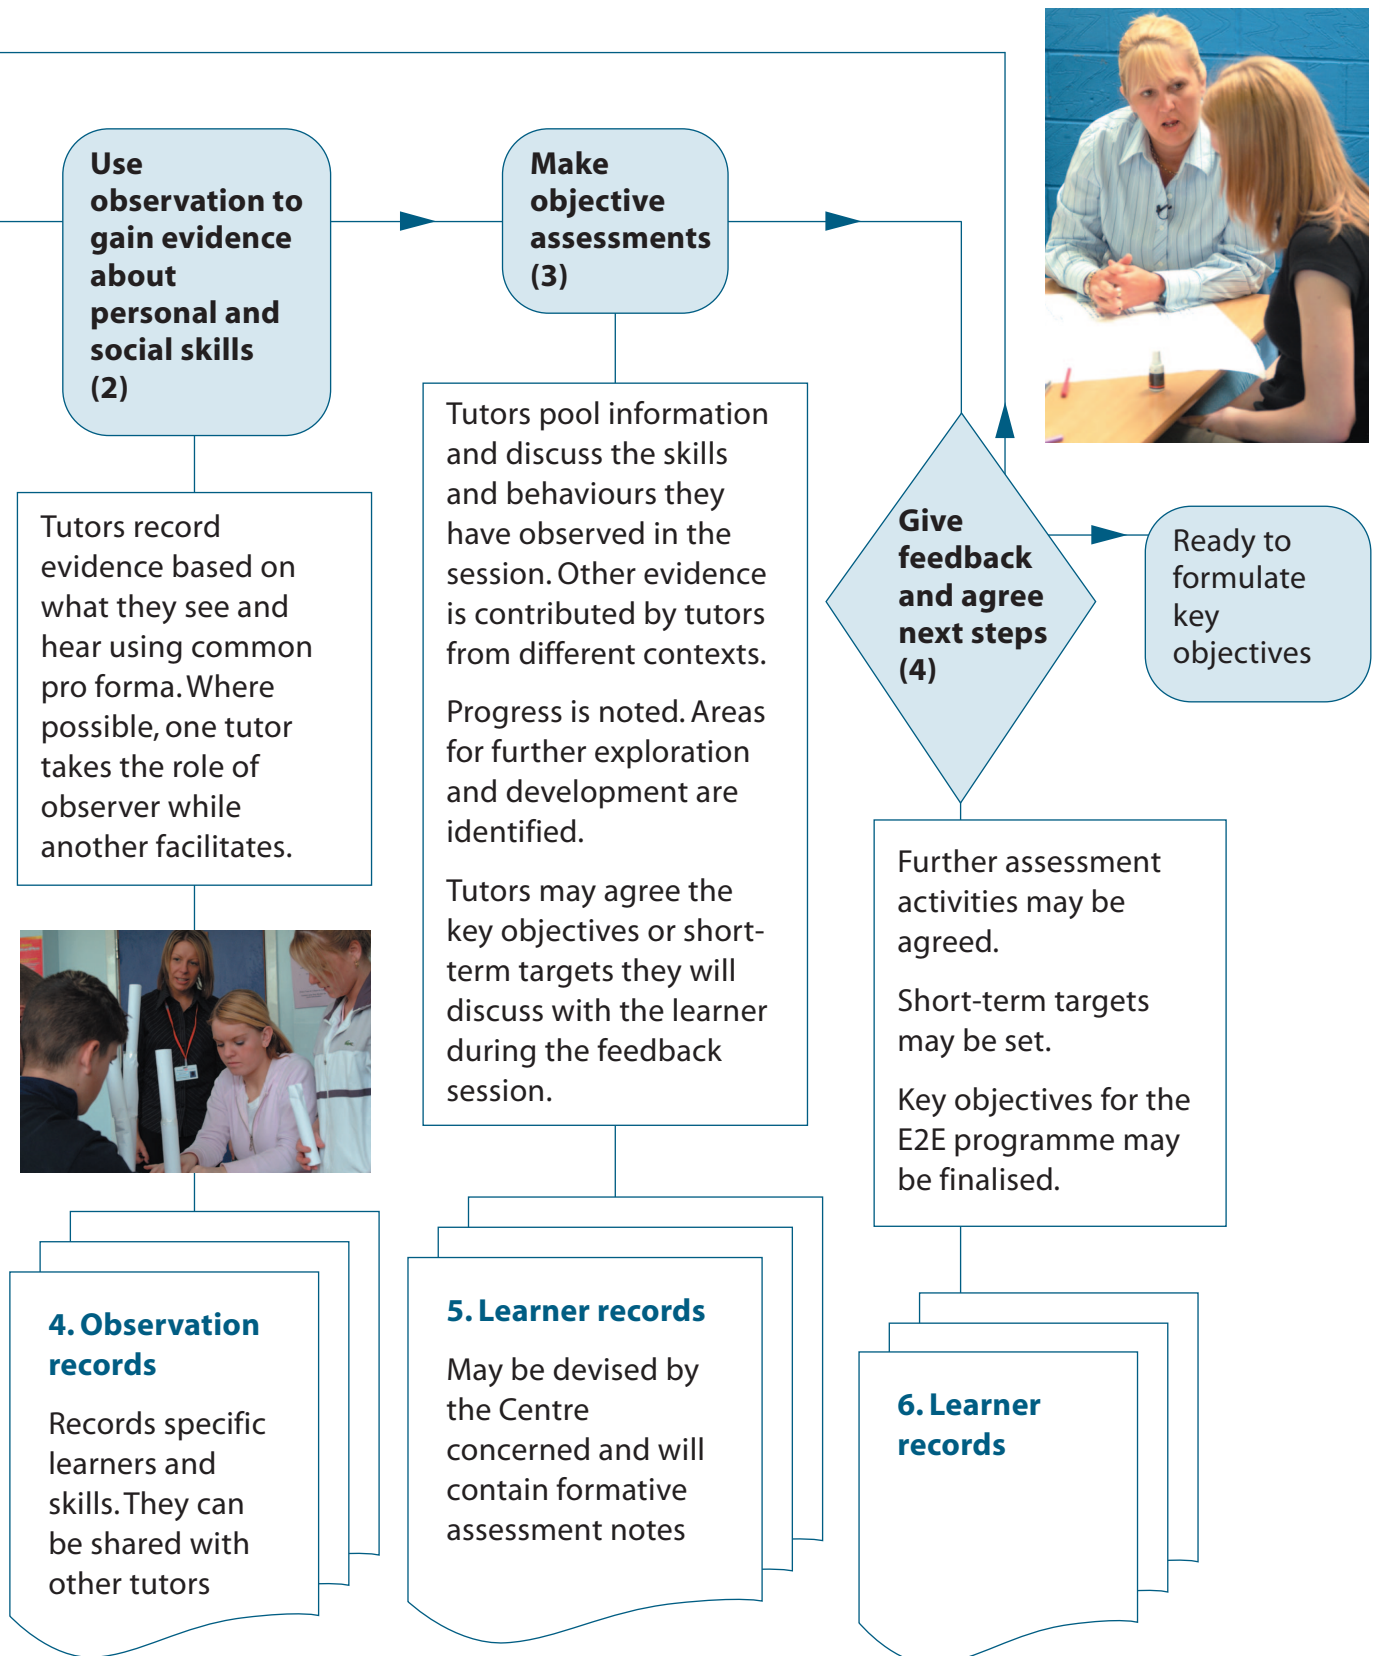 Use
observation to
gain evidence
about
personal and
social skills
(2)
Tutors record
evidence based on
what they see and
hear using common
pro forma. Where
possible, one tutor
takes the role of
observer while
another facilitates.
4. Observation
records
Records specific
learners and
skills. They can
be shared with
other tutors
Make
objective
assessments
(3)
Tutors pool information
and discuss the skills
and behaviours they
have observed in the
session. Other evidence
is contributed by tutors
from different contexts.
Progress is noted. Areas
for further exploration
and development are
identified.
Tutors may agree the
key objectives or short-
term targets they will
discuss with the learner
during the feedback
session.
5. Learner records
May be devised by
the Centre
concerned and will
contain formative
assessment notes
Give
feedback
and agree
next steps
(4)
Ready to
formulate
key
objectives
Further assessment
activities may be
agreed.
Short-term targets
may be set.
Key objectives for the
E2E programme may
be finalised.
6. Learner
records